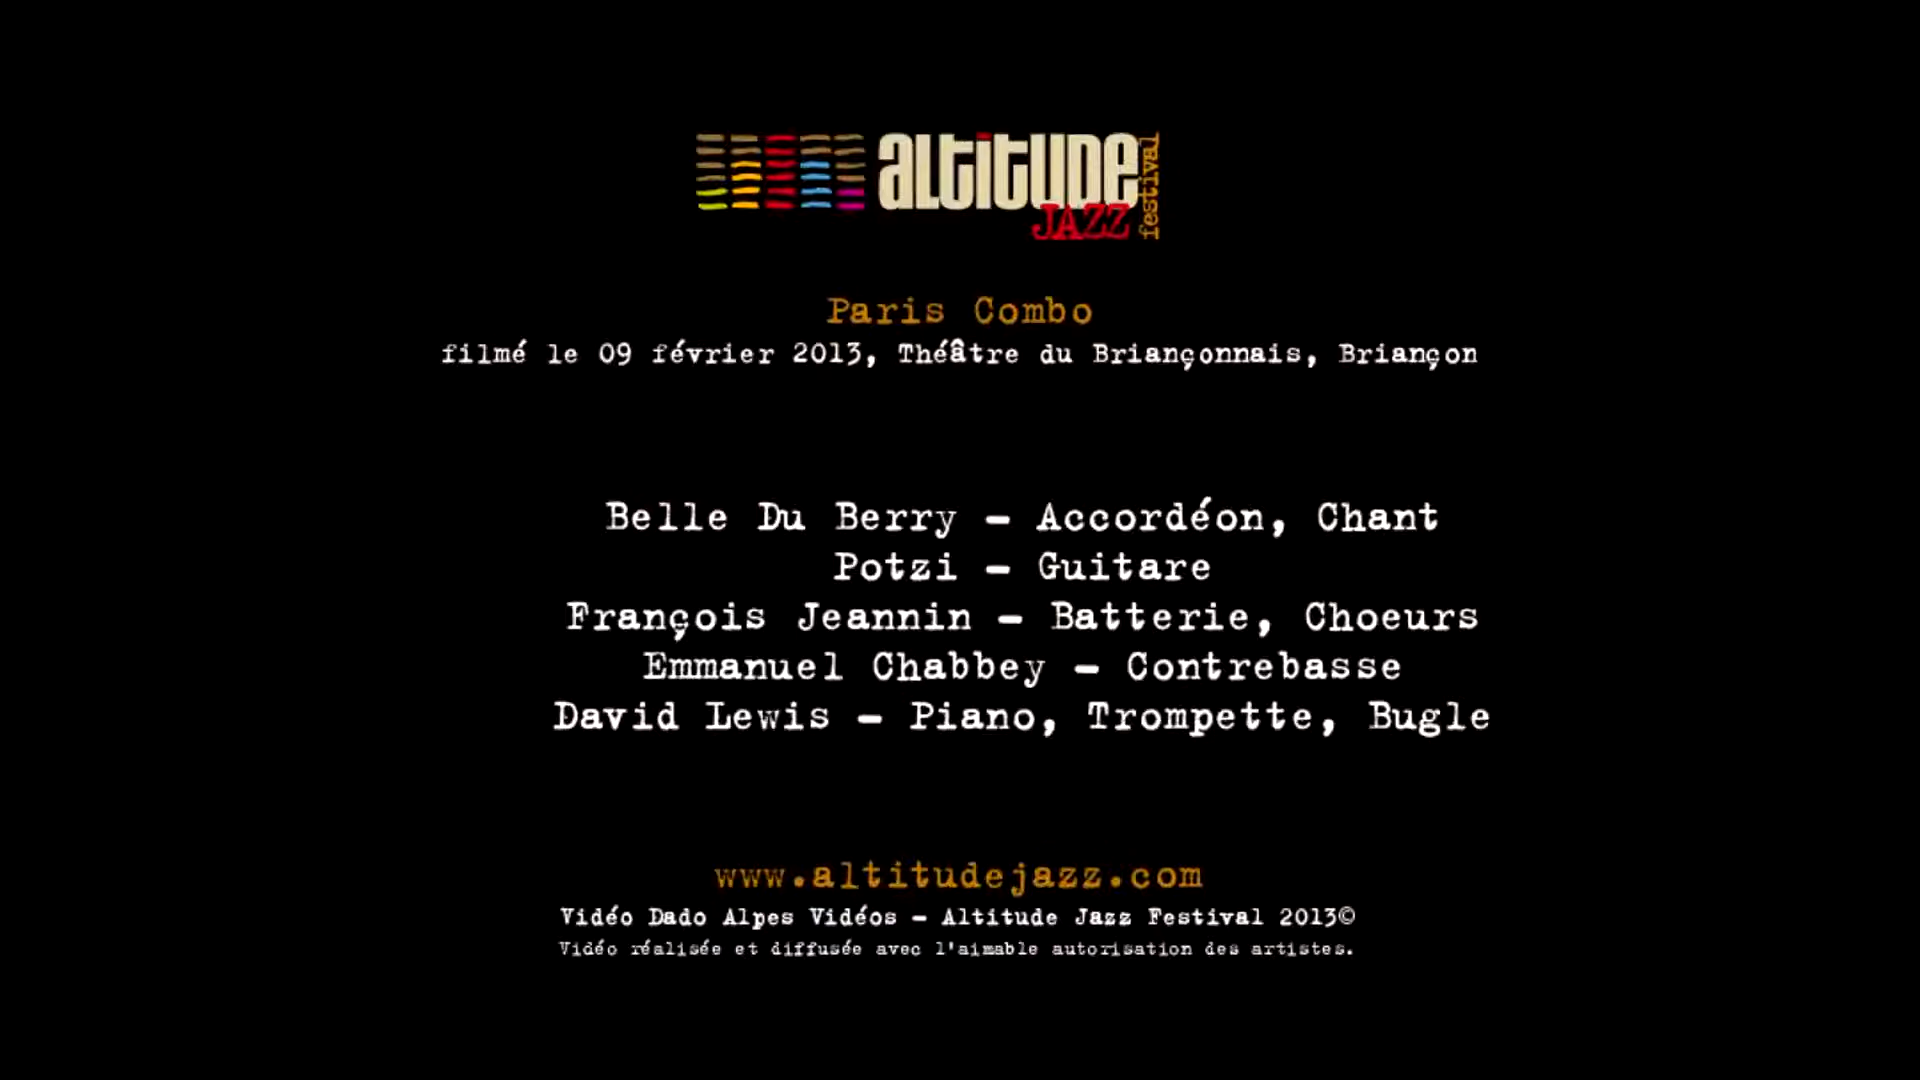 altitude
JAZZ
festival
Paris Combo
filmé le 09 février 2013, Théâtre du Briançonnais, Briançon
Belle Du Berry - Accordéon, Chant
Potzi - Guitare
François Jeannin - Batterie, Choeurs
Emmanuel Chabbey - Contrebasse
David Lewis - Piano, Trompette, Bugle
www.altitudejazz.com
Vidéo Dado Alpes Vidéos - Altitude Jazz Festival 2013©
Vidéo réalisée et diffusée avec l'aimable autorisation des artistes.